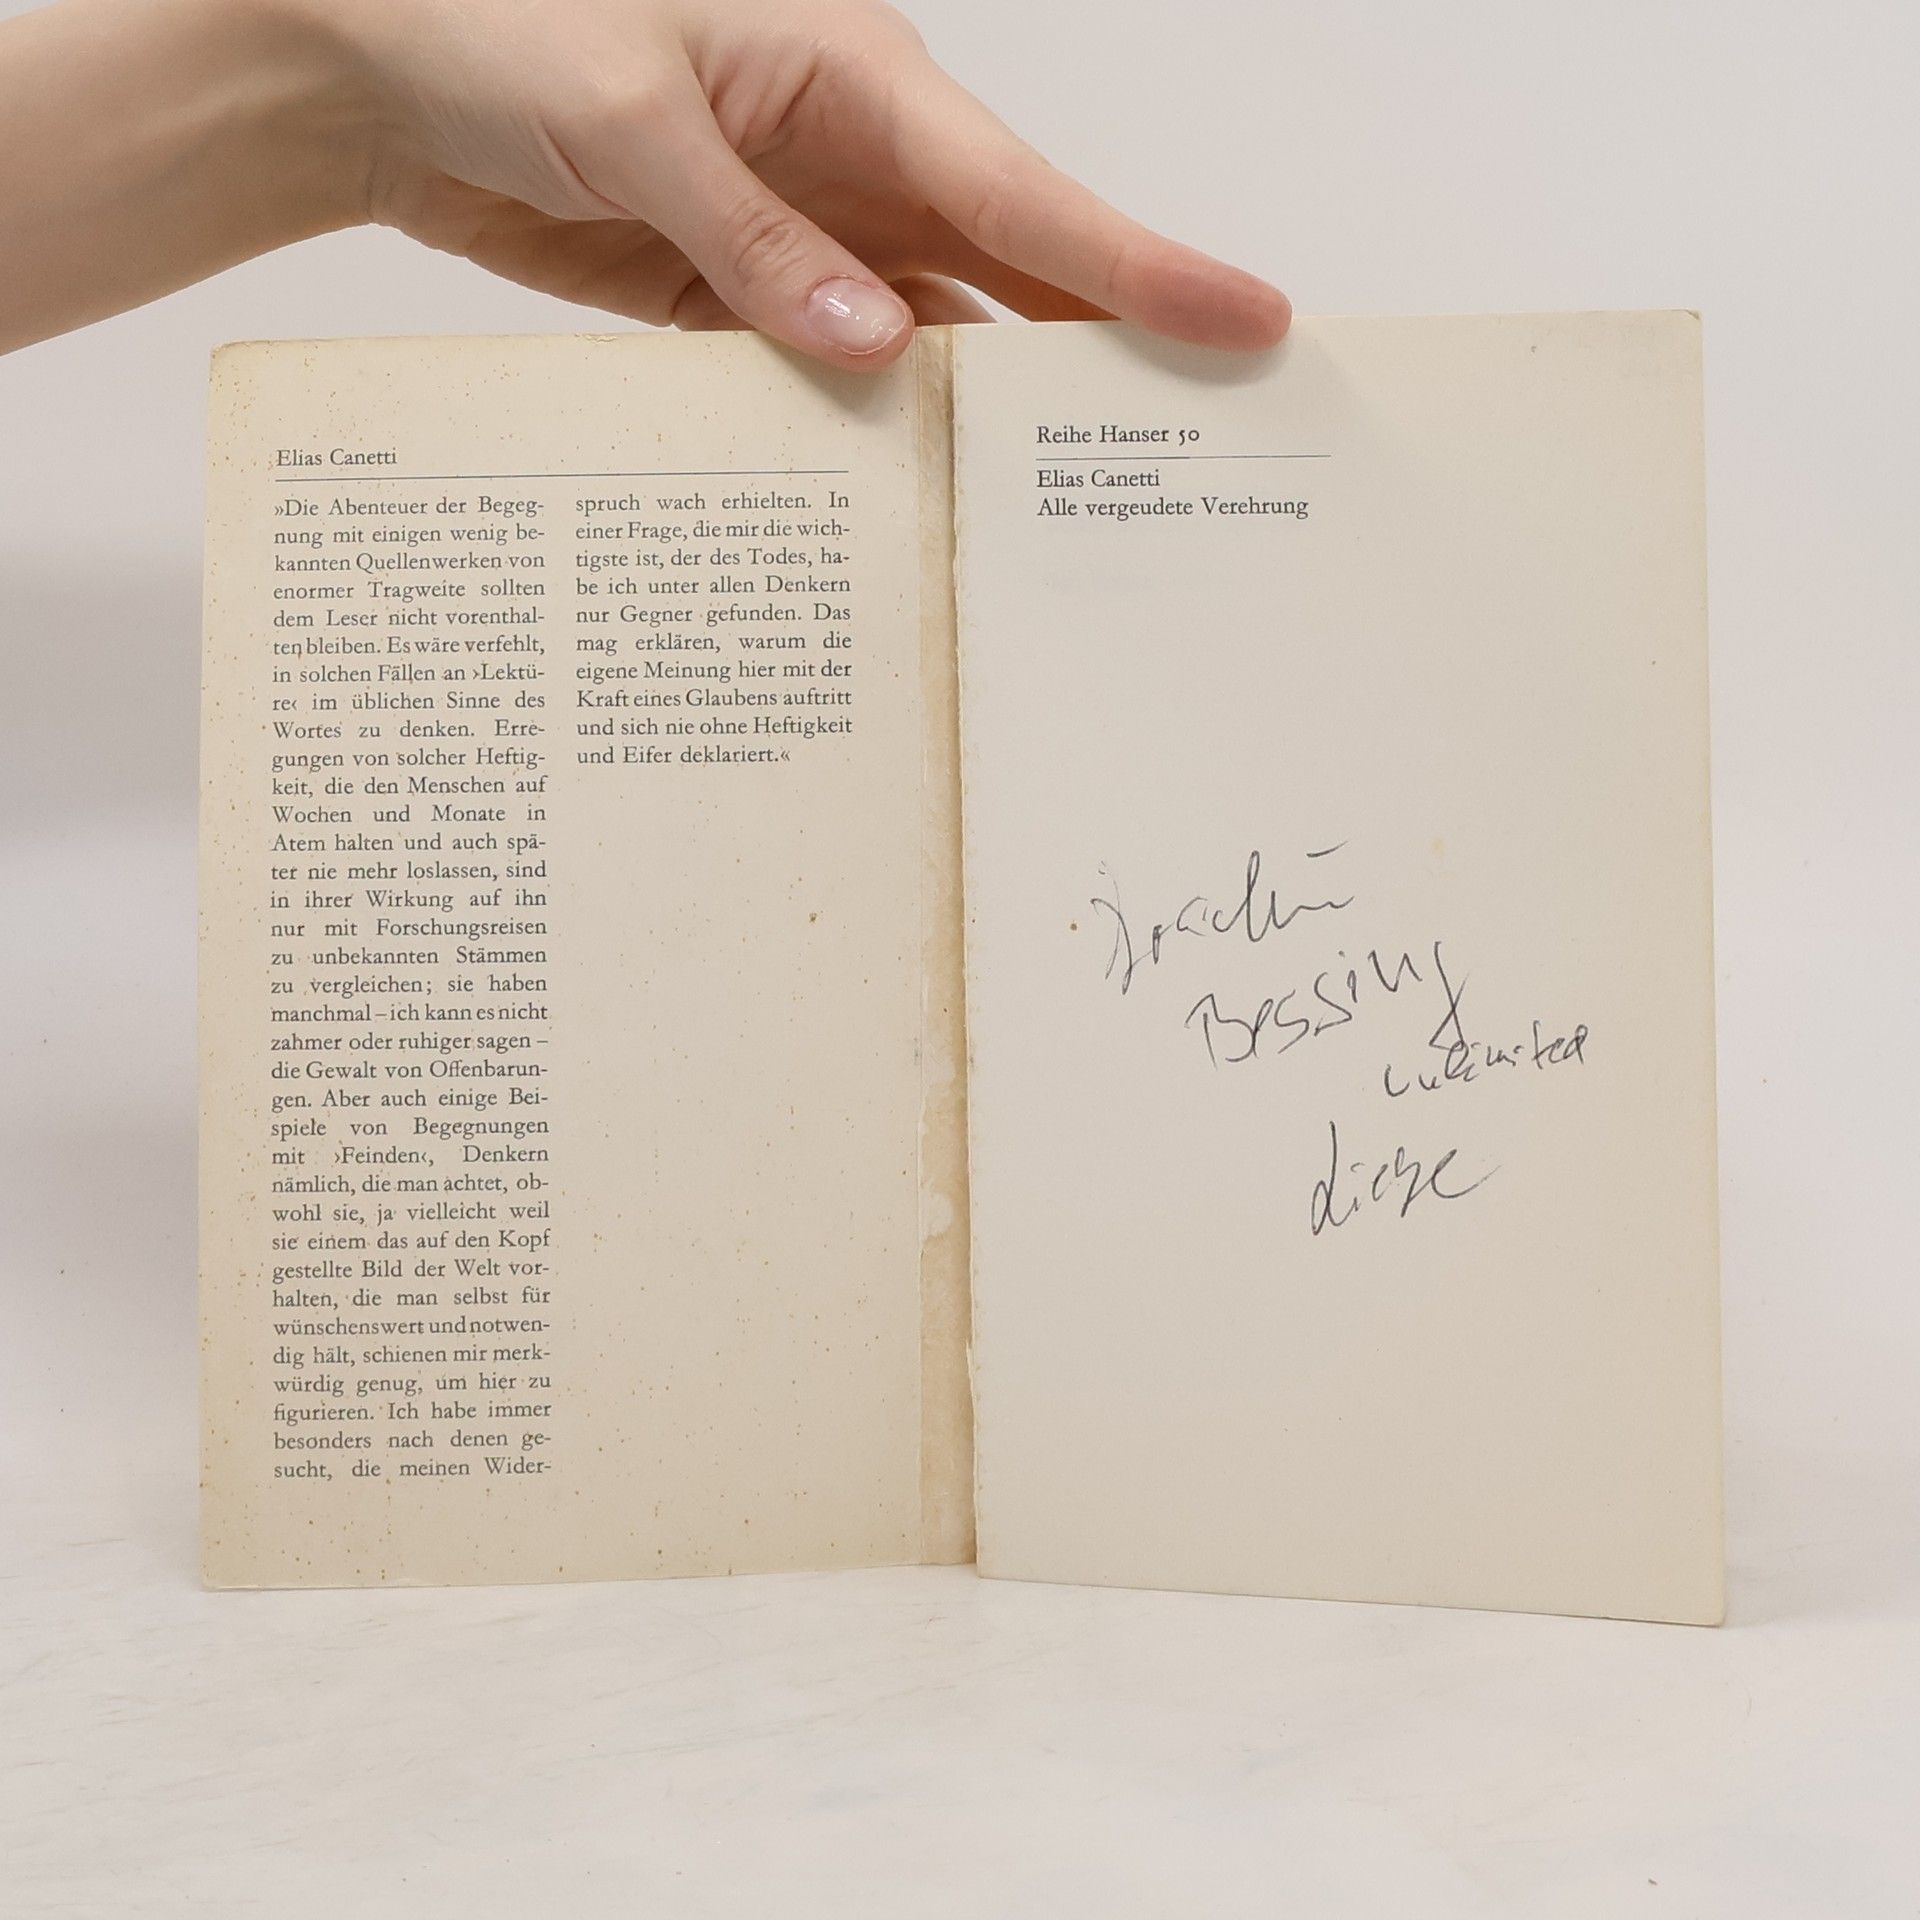 Elias Canetti
»Die Abenteuer der Begeg-
nung mit einigen wenig be-
kannten Quellenwerken von
enormer Tragweite sollten
dem Leser nicht vorenthal-
ten bleiben. Es wäre verfehlt,
in solchen Fällen an ›Lektü-
re‹ im üblichen Sinne des
Wortes zu denken. Erre-
gungen von solcher Heftig-
keit, die den Menschen auf
Wochen und Monate in
Atem halten und auch spä-
ter nie mehr loslassen, sind
in ihrer Wirkung auf ihn
nur mit Forschungsreisen
zu unbekannten Stämmen
zu vergleichen; sie haben
manchmal – ich kann es nicht
zahmer oder ruhiger sagen –
die Gewalt von Offenbarun-
gen. Aber auch einige Bei-
spiele von Begegnungen
mit ›Feinden‹, Denkern
nämlich, die man achtet, ob-
wohl sie, ja vielleicht weil
sie einem das auf den Kopf
gestellte Bild der Welt vor-
halten, die man selbst für
wünschenswert und notwen-
dig hält, schienen mir merk-
würdig genug, um hier zu
figurieren. Ich habe immer
besonders nach denen ge-
sucht, die meinen Wider-
spruch wach erhielten. In
einer Frage, die mir die wich-
tigste ist, der des Todes, ha-
be ich unter allen Denkern
nur Gegner gefunden. Das
mag erklären, warum die
eigene Meinung hier mit der
Kraft eines Glaubens auftritt
und sich nie ohne Heftigkeit
und Eifer deklariert.«
Reihe Hanser 50
Elias Canetti
Alle vergeudete Verehrung
Joachim
Bessing
unlimited
Liebe